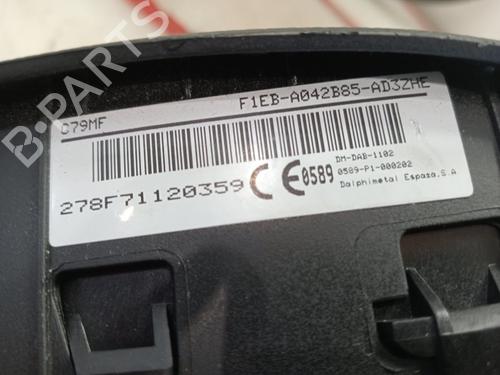 C79MF
F1EB-A042B85-AD3ZHE
278F71120359
CE 0589
DM-DAB-1102
0589-P1-000202
Dalphimetal Espana,S.A
B-PARTS